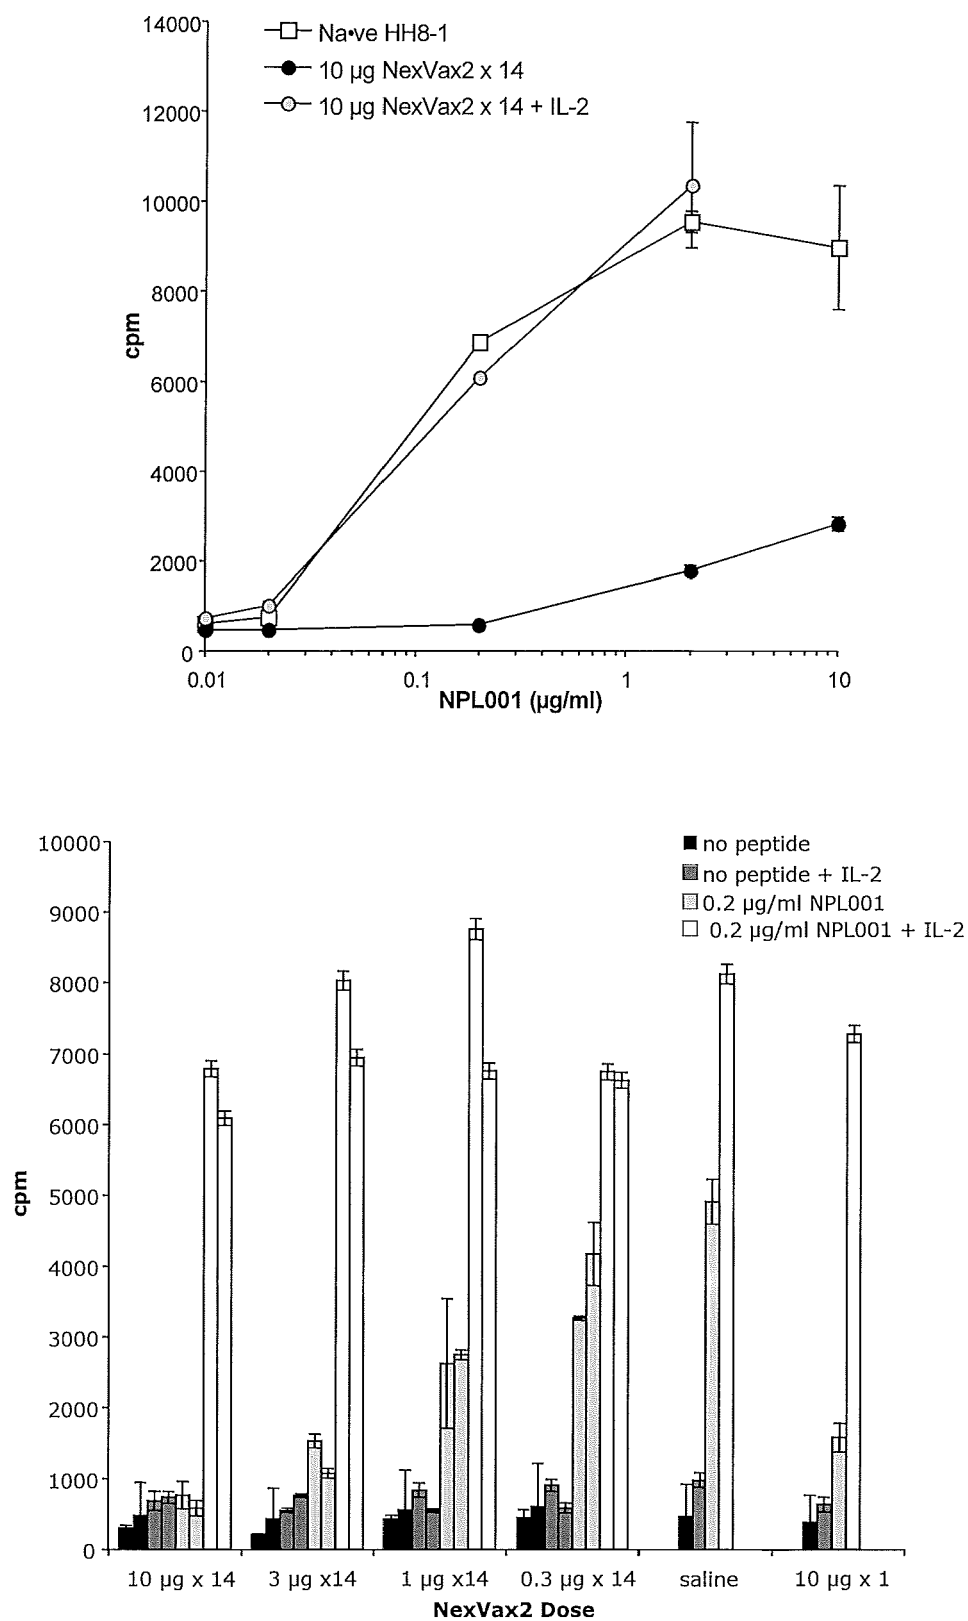 14000
12000
10000
8000
6000
4000
2000
0
cpm
Na•ve HH8-1
10 µg NexVax2 x 14
10 µg NexVax2 x 14 + IL-2
0.01 0.1 1 10
NPL001 (µg/ml)
10000
9000
8000
7000
6000
5000
4000
3000
2000
1000
0
cpm
no peptide
no peptide + IL-2
0.2 µg/ml NPL001
0.2 µg/ml NPL001 + IL-2
10 µg x 14 3 µg x14 1 µg x14 0.3 µg x 14 saline 10 µg x 1
NexVax2 Dose